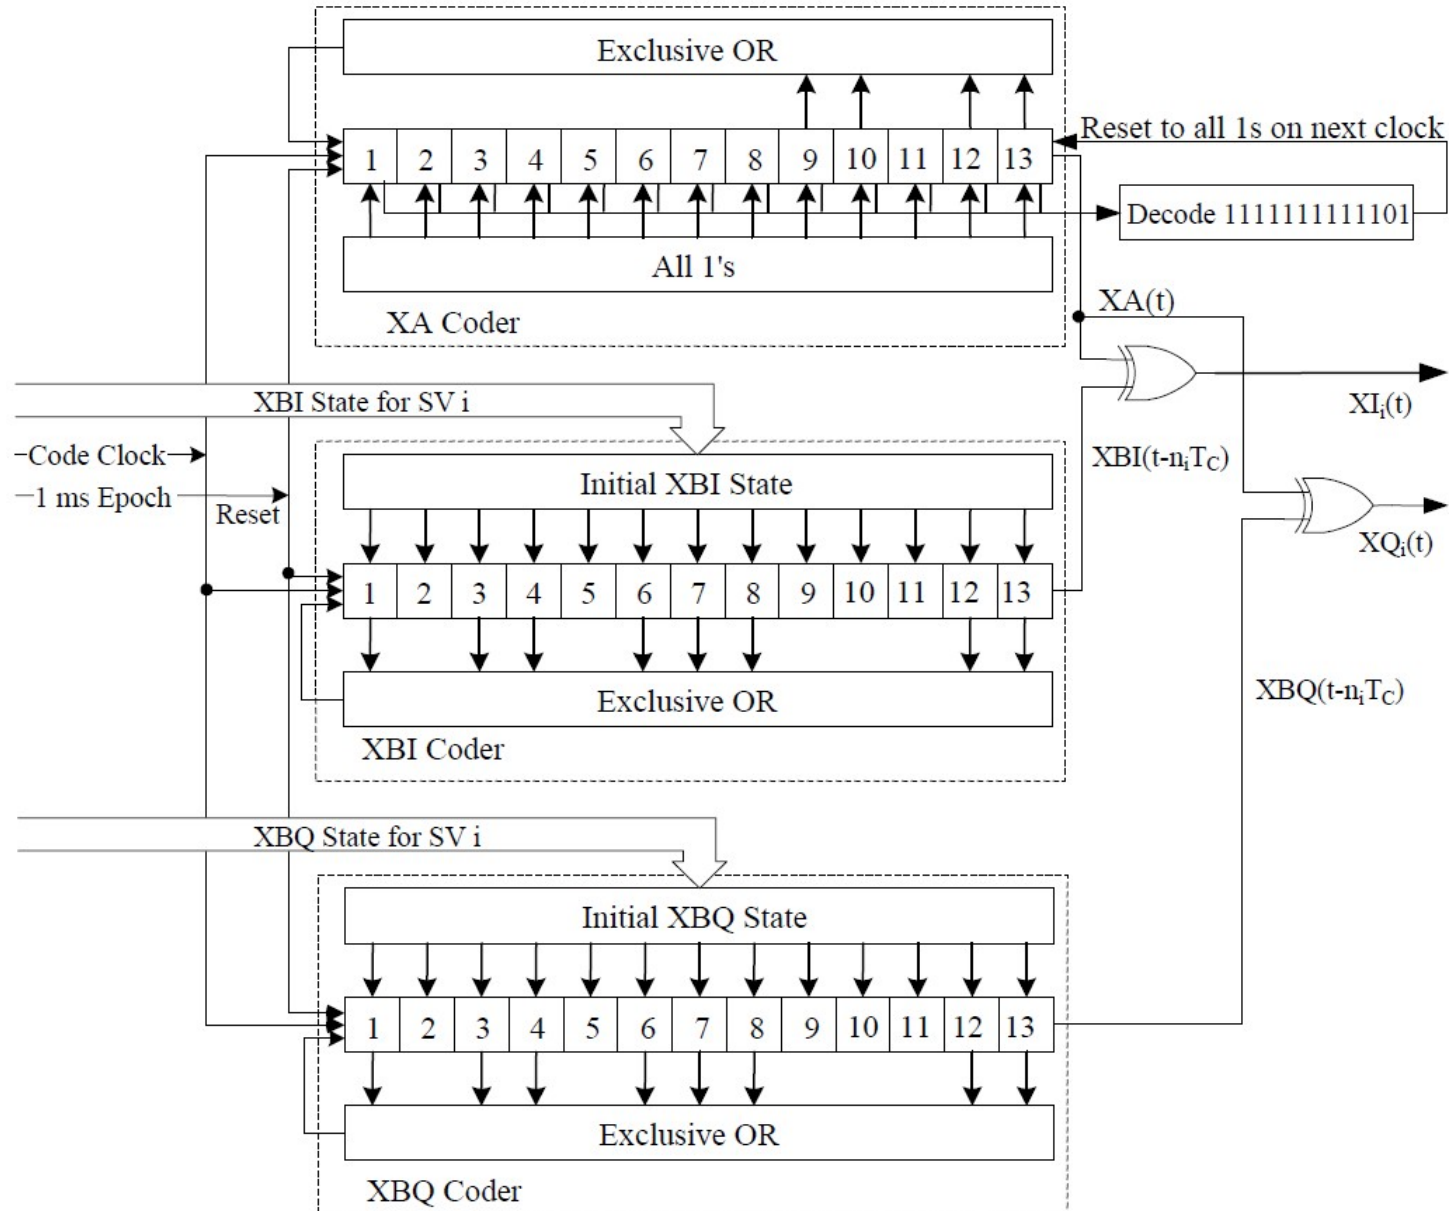 Exclusive OR
Reset to all 1s on next clock
1 2 3 4 5 6 7 8 9 10 11 12 13
Decode 1111111111101
All 1's
XA Coder
XA(t)
XBI State for SV i
XIi(t)
Code Clock
XBI(t-niTC)
1 ms Epoch
Initial XBI State
Reset
XQi(t)
1 2 3 4 5 6 7 8 9 10 11 12 13
Exclusive OR
XBQ(t-niTC)
XBI Coder
XBQ State for SV i
Initial XBQ State
1 2 3 4 5 6 7 8 9 10 11 12 13
Exclusive OR
XBQ Coder